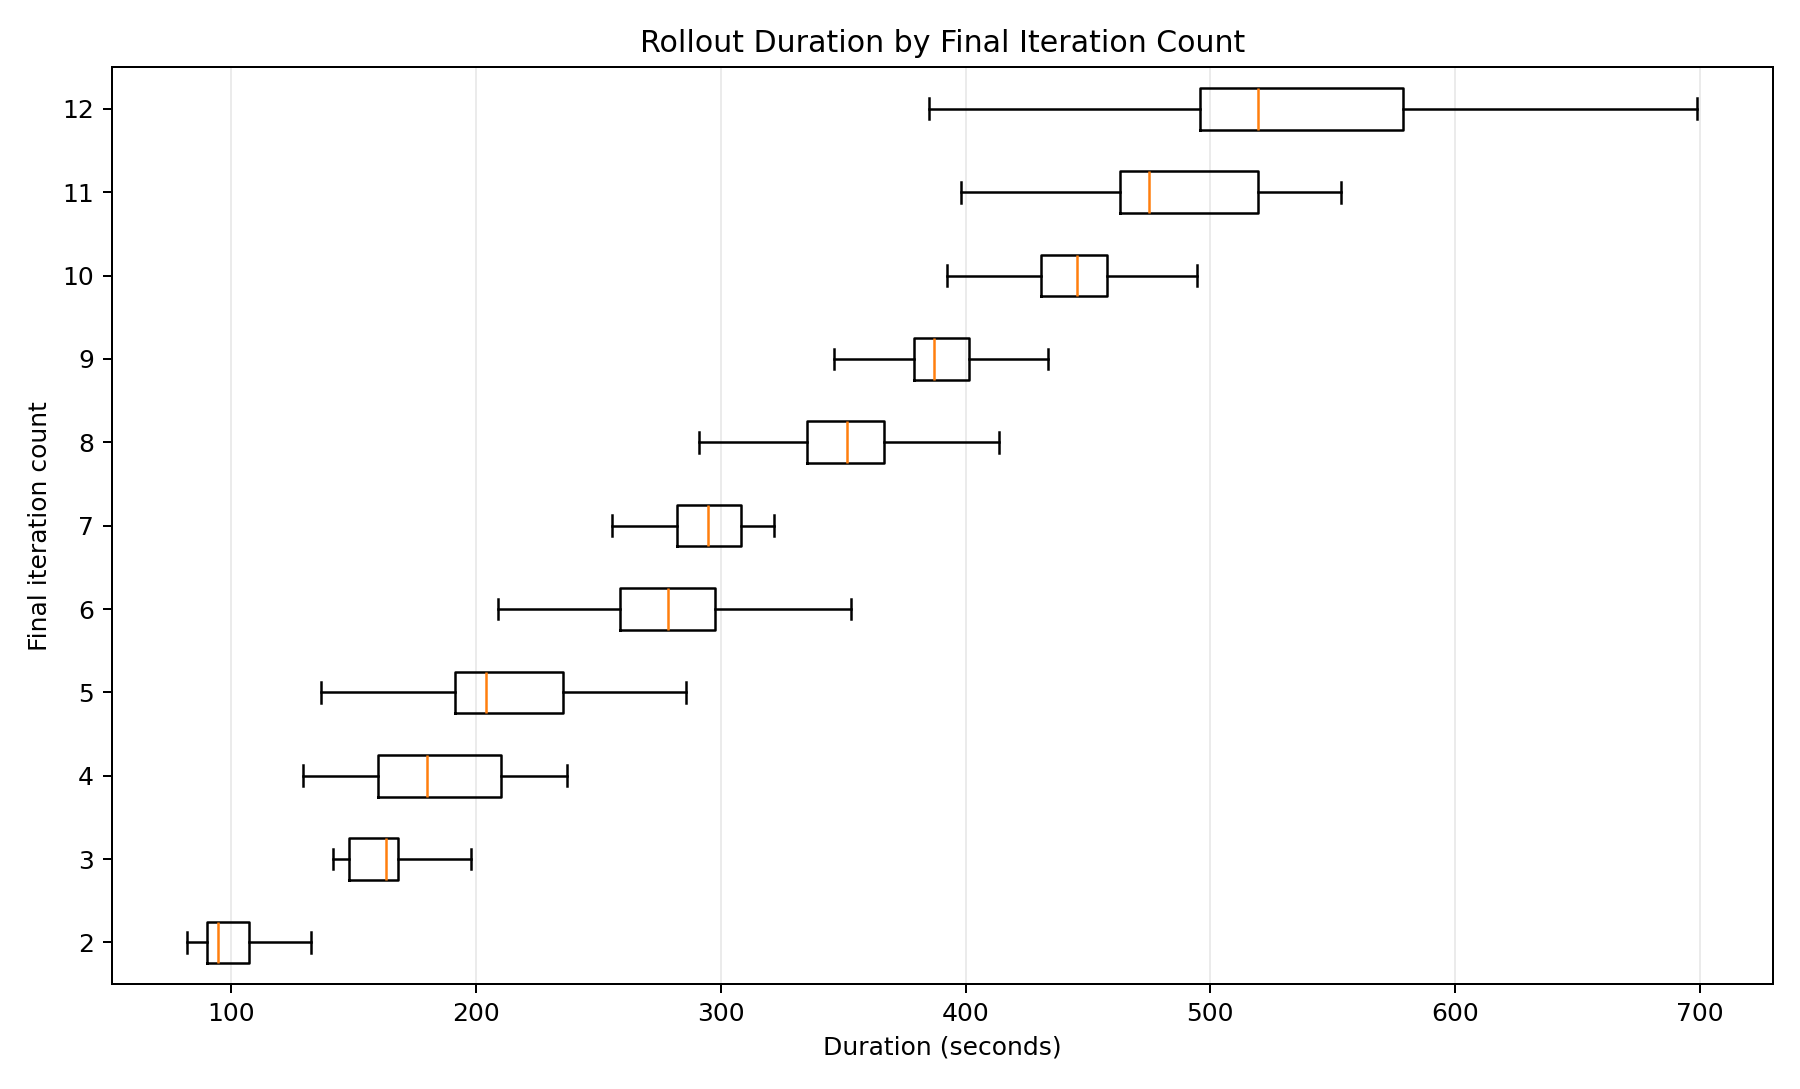 Rollout Duration by Final Iteration Count
12
11
10
9
8
7
6
5
4
3
2
Final iteration count
100 200 300 400 500 600 700
Duration (seconds)